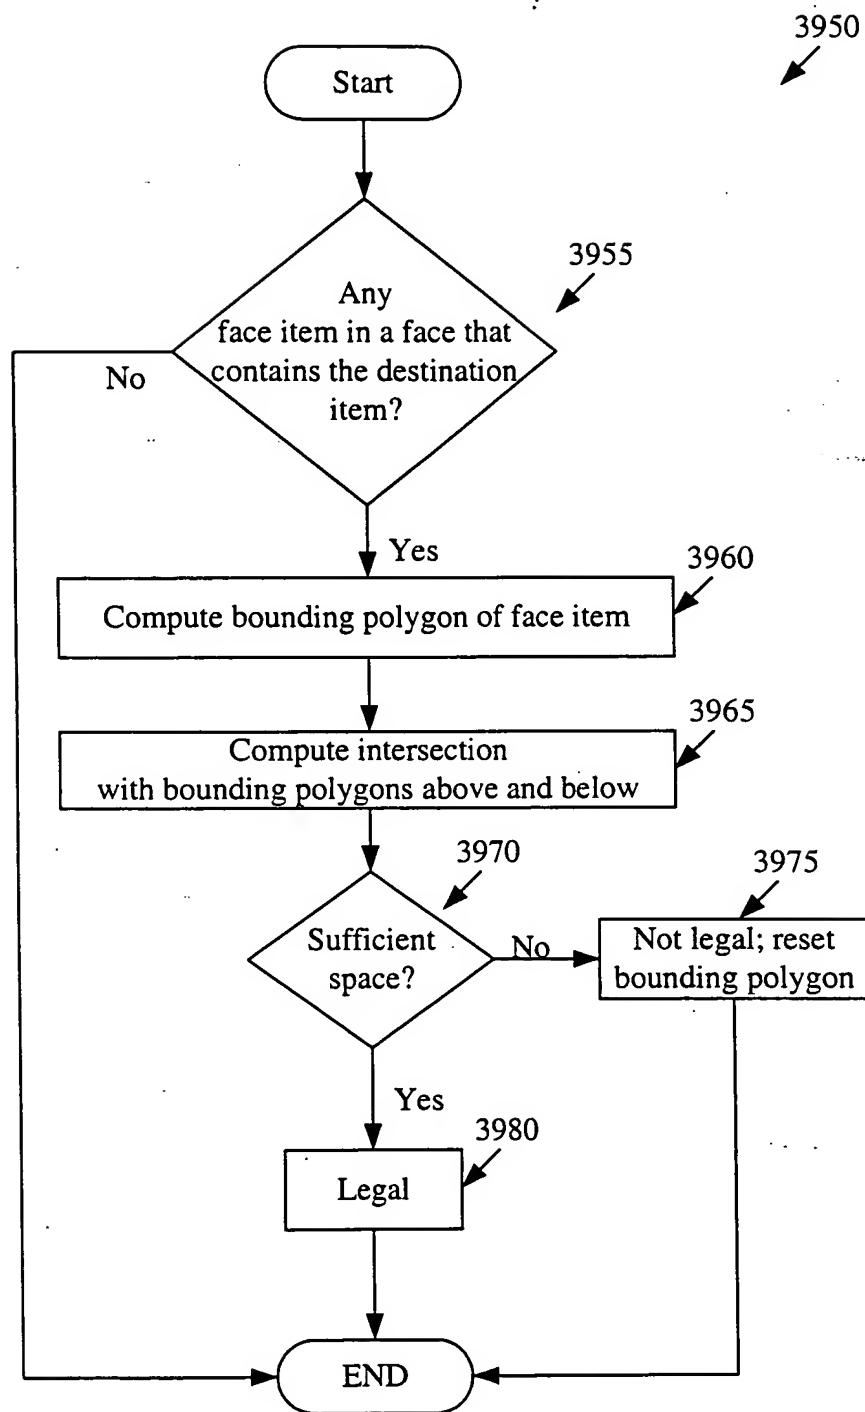 3950
Start
3955
Any
face item in a face that
contains the destination
item?
No
Yes
3960
Compute bounding polygon of face item
3965
Compute intersection
with bounding polygons above and below
3970
3975
Sufficient
space?
No
Not legal; reset
bounding polygon
Yes
3980
Legal
END